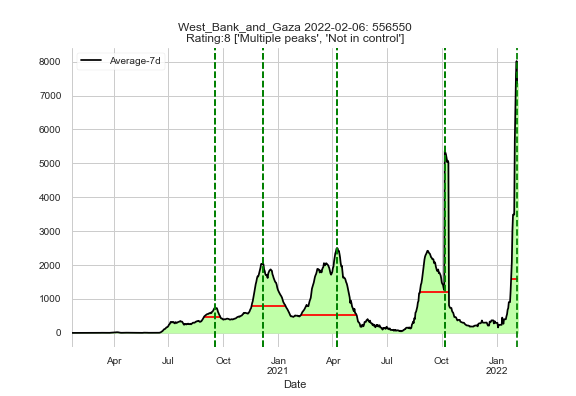 West_Bank_and_Gaza 2022-02-06: 556550
Rating:8 ['Multiple peaks', 'Not in control']
Average-7d
8000
7000
6000
5000
4000
3000
2000
1000
0
Apr
Jul
Oct
Jan
2021
Apr
Jul
Oct
Jan
2022
Date